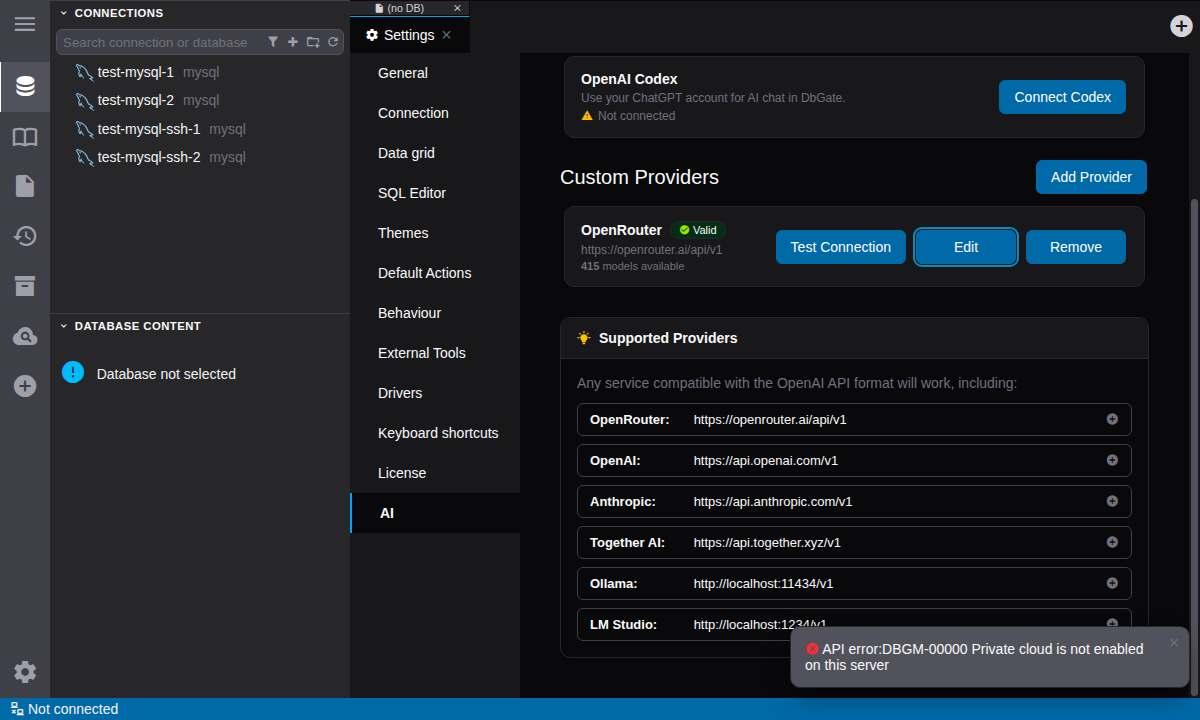 CONNECTIONS
Search connection or database
test-mysql-1 mysql
test-mysql-2 mysql
test-mysql-ssh-1 mysql
test-mysql-ssh-2 mysql
DATABASE CONTENT
Database not selected
(no DB)
Settings
General
Connection
Data grid
SQL Editor
Themes
Default Actions
Behaviour
External Tools
Drivers
Keyboard shortcuts
License
AI
OpenAI Codex
Use your ChatGPT account for AI chat in DbGate.
Not connected
Connect Codex
Custom Providers
Add Provider
OpenRouter Valid
https://openrouter.ai/api/v1
415 models available
Test Connection
Edit
Remove
Supported Providers
Any service compatible with the OpenAI API format will work, including:
OpenRouter: https://openrouter.ai/api/v1
OpenAI: https://api.openai.com/v1
Anthropic: https://api.anthropic.com/v1
Together AI: https://api.together.xyz/v1
Ollama: http://localhost:11434/v1
LM Studio: http://localhost:1234/v1
API error:DBGM-00000 Private cloud is not enabled
on this server
Not connected